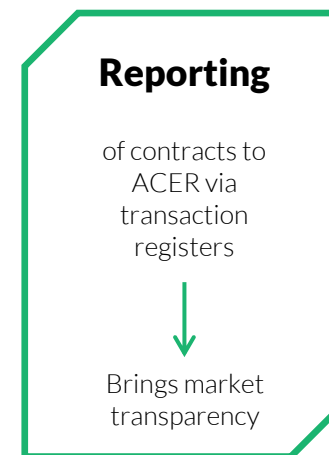 Reporting
of contracts to
ACER via
transaction
registers
Brings market
transparency